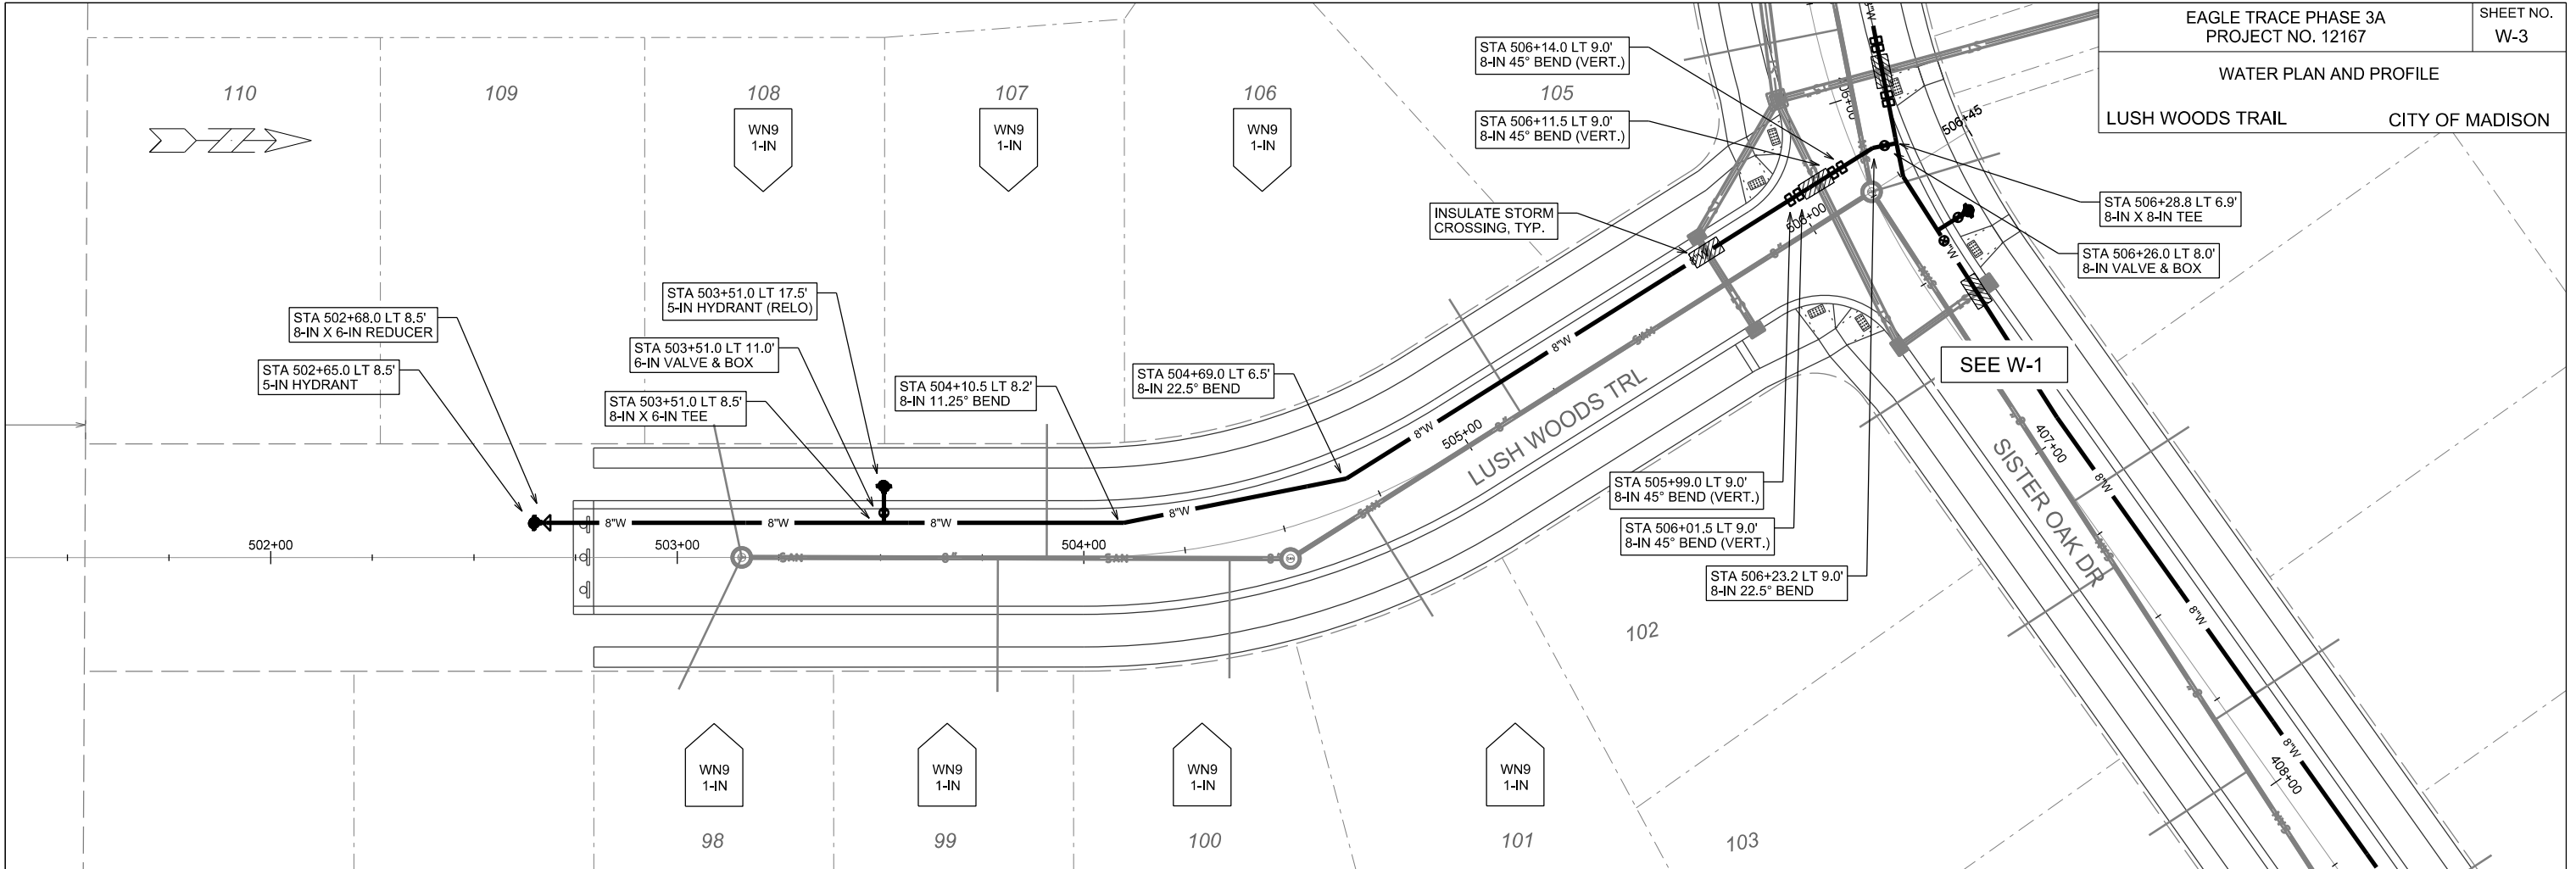 EAGLE TRACE PHASE 3A
PROJECT NO. 12167
SHEET NO.
W-3
WATER PLAN AND PROFILE
LUSH WOODS TRAIL
CITY OF MADISON
110
109
108
107
106
105
WN9
1-IN
WN9
1-IN
WN9
1-IN
STA 506+14.0 LT 9.0'
8-IN 45° BEND (VERT.)
STA 506+11.5 LT 9.0'
8-IN 45° BEND (VERT.)
INSULATE STORM
CROSSING, TYP.
506+45
506+00
STA 506+28.8 LT 6.9'
8-IN X 8-IN TEE
STA 506+26.0 LT 8.0'
8-IN VALVE & BOX
SEE W-1
STA 502+68.0 LT 8.5'
8-IN X 6-IN REDUCER
STA 502+65.0 LT 8.5'
5-IN HYDRANT
STA 503+51.0 LT 17.5'
5-IN HYDRANT (RELO)
STA 503+51.0 LT 11.0'
6-IN VALVE & BOX
STA 503+51.0 LT 8.5'
8-IN X 6-IN TEE
STA 504+10.5 LT 8.2'
8-IN 11.25° BEND
STA 504+69.0 LT 6.5'
8-IN 22.5° BEND
8"W
8"W
8"W
8"W
8"W
8"W
502+00
503+00
504+00
505+00
SAN
8"
SAN
SAN
SAN
LUSH WOODS TRL
STA 505+99.0 LT 9.0'
8-IN 45° BEND (VERT.)
STA 506+01.5 LT 9.0'
8-IN 45° BEND (VERT.)
STA 506+23.2 LT 9.0'
8-IN 22.5° BEND
SISTER OAK DR
407+00
408+00
8"W
8"W
8"W
102
WN9
1-IN
WN9
1-IN
WN9
1-IN
WN9
1-IN
98
99
100
101
103